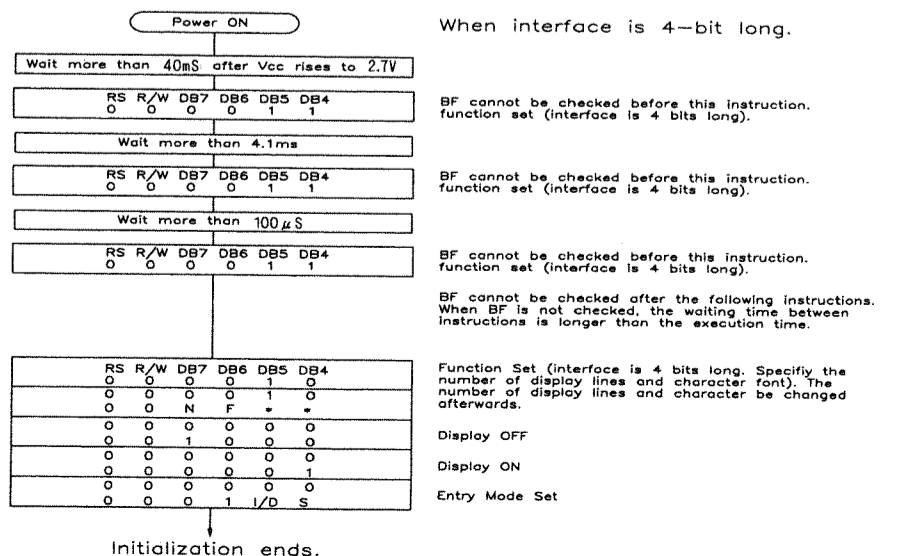 Power ON
When interface is 4-bit long.
Wait more than 40mS after Vcc rises to 2.7V
RS R/W DB7 DB6 DB5 DB4
0 0 0 0 1 1
BF cannot be checked before this instruction.
function set (interface is 4 bits long).
Wait more than 4.1ms
RS R/W DB7 DB6 DB5 DB4
0 0 0 0 1 1
BF cannot be checked before this instruction.
function set (interface is 4 bits long).
Wait more than 100μS
RS R/W DB7 DB6 DB5 DB4
0 0 0 0 1 1
BF cannot be checked before this instruction.
function set (interface is 4 bits long).
BF cannot be checked after the following instructions.
When BF is not checked, the waiting time between
instructions is longer than the execution time.
RS R/W DB7 DB6 DB5 DB4
0 0 0 0 1 0
0 0 0 0 1 0
0 0 N F * *
Function Set (interface is 4 bits long. Specifiy the
number of display lines and character font). The
number of display lines and character be changed
afterwards.
0 0 0 0 0 0
0 0 1 0 0 0
Display OFF
0 0 0 0 0 0
0 0 0 0 0 1
Display ON
0 0 0 0 0 0
0 0 0 1 I/D S
Entry Mode Set
Initialization ends.